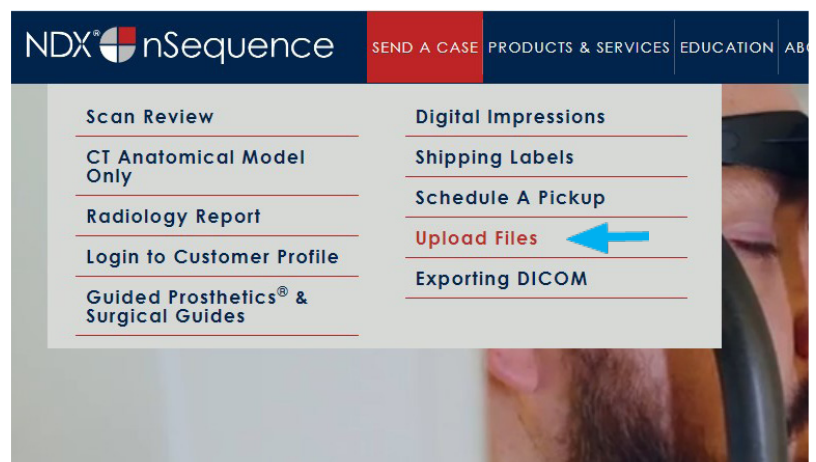 NDX® nSequence
SEND A CASE
PRODUCTS & SERVICES
EDUCATION
Scan Review
CT Anatomical Model
Only
Radiology Report
Login to Customer Profile
Guided Prosthetics® &
Surgical Guides
Digital Impressions
Shipping Labels
Schedule A Pickup
Upload Files
Exporting DICOM